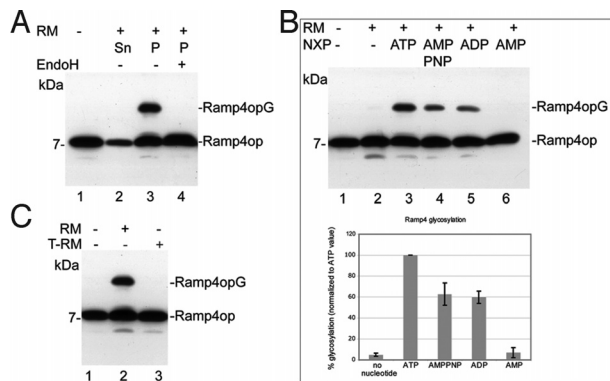 A
RM - + + +
Sn P P
EndoH - - +
kDa
-RampopG
7-
-Ramp4op
1 2 3 4
B
RM - + + + + +
NXP - - ATP AMP ADP AMP
PNP
kDa
-Ramp4opG
7-
-Ramp4op
1 2 3 4 5 6
C
RM - + -
T-RM - - +
kDa
-Ramp4opG
7-
-Ramp4op
1 2 3
Ramp4 glycosylation
% glycosylation (normalized to ATP value)
120
100
80
60
40
20
0
no nucleotide
ATP
AMPPNP
ADP
AMP